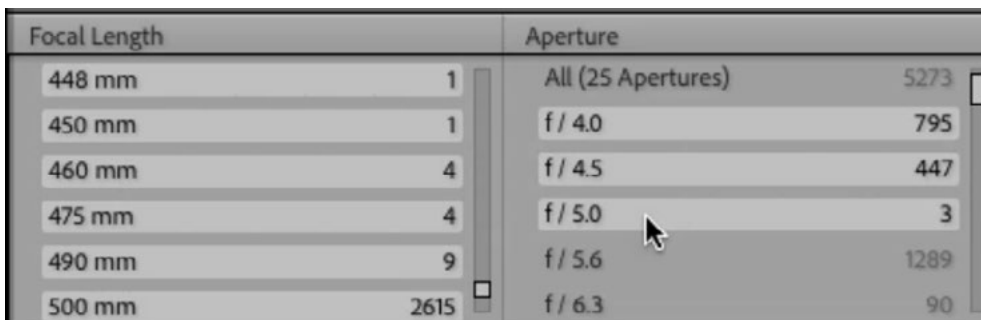 Focal Length
448 mm 1
450 mm 1
460 mm 4
475 mm 4
490 mm 9
500 mm 2615
Aperture
All (25 Apertures) 5273
f / 4.0 795
f / 4.5 447
f / 5.0 3
f / 5.6 1289
f / 6.3 90